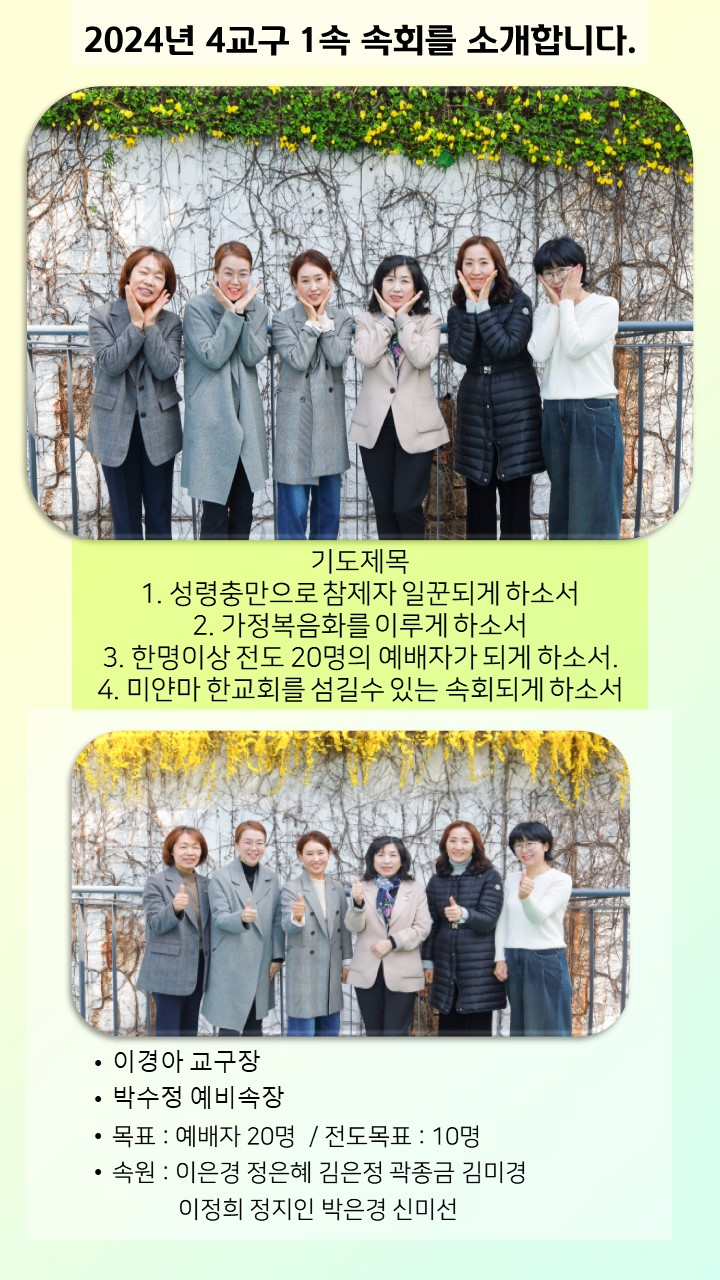 2024년 4교구 1속 속회를 소개합니다.
기도제목
1. 성령충만으로 참제자 일꾼되게 하소서
2. 가정복음화를 이루게 하소서
3. 한명이상 전도 20명의 예배자가 되게 하소서.
4. 미얀마 한교회를 섬길수 있는 속회되게 하소서
• 이경아 교구장
• 박수정 예비속장
• 목표 : 예배자 20명 / 전도목표 : 10명
• 속원 : 이은경 정은혜 김은정 곽종금 김미경
이정희 정지인 박은경 신미선